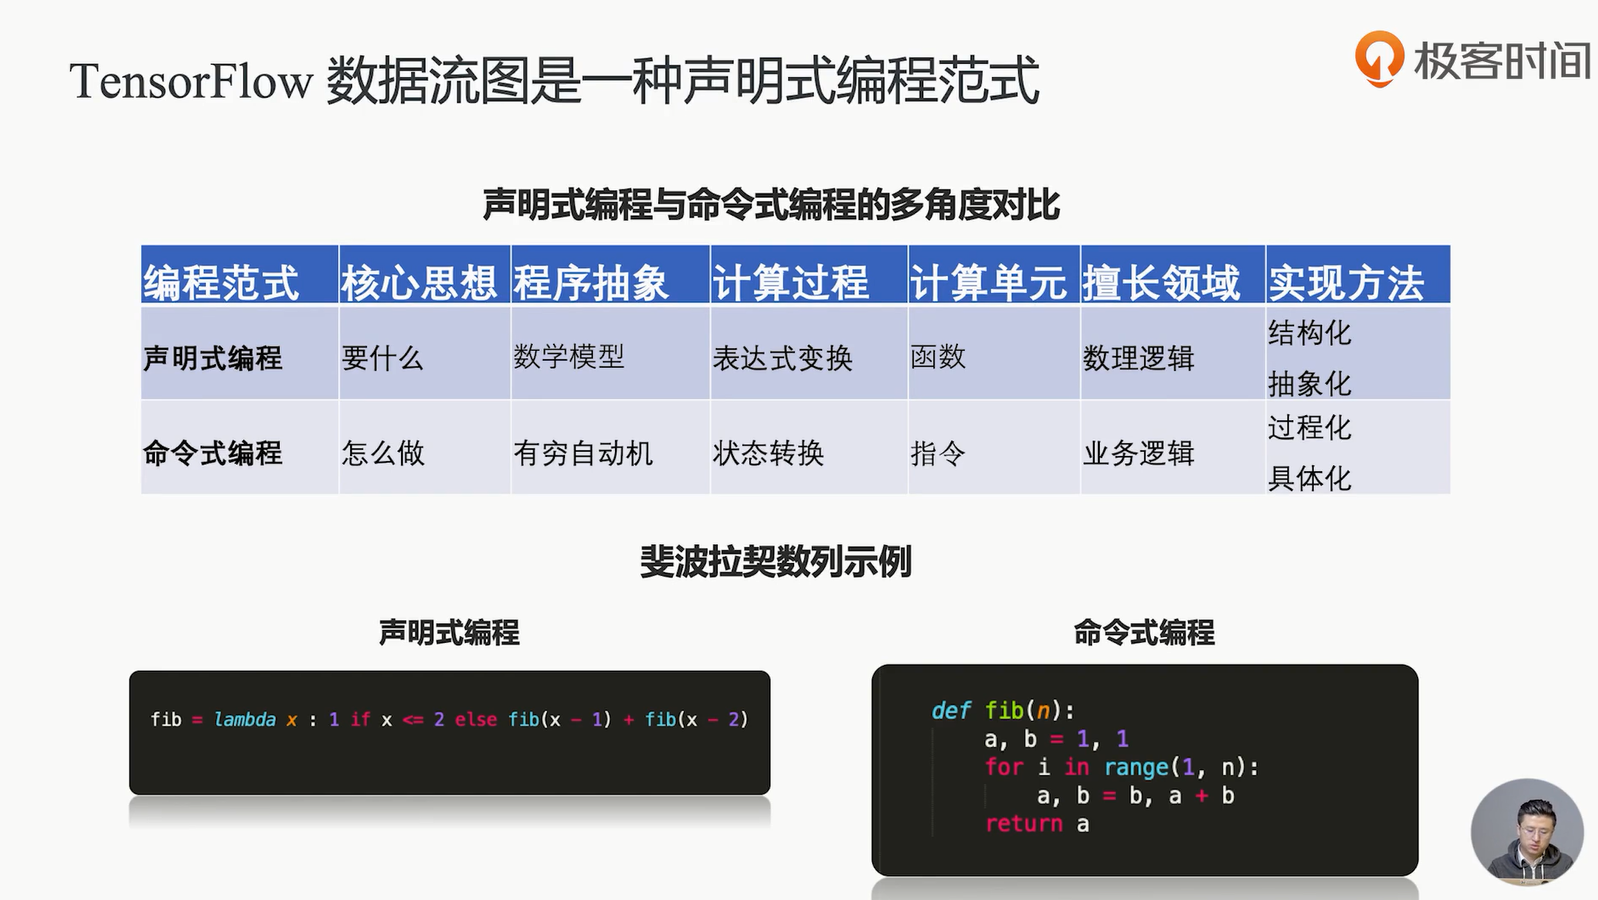 TensorFlow 数据流图是一种声明式编程范式
极客时间
声明式编程与命令式编程的多角度对比
编程范式 核心思想 程序抽象 计算过程 计算单元 擅长领域 实现方法
声明式编程 要什么 数学模型 表达式变换 函数 数理逻辑 结构化
抽象化
命令式编程 怎么做 有穷自动机 状态转换 指令 业务逻辑 过程化
具体化
斐波拉契数列示例
声明式编程
fib = lambda x : 1 if x <= 2 else fib(x - 1) + fib(x - 2)
命令式编程
def fib(n):
a, b = 1, 1
for i in range(1, n):
a, b = b, a + b
return a